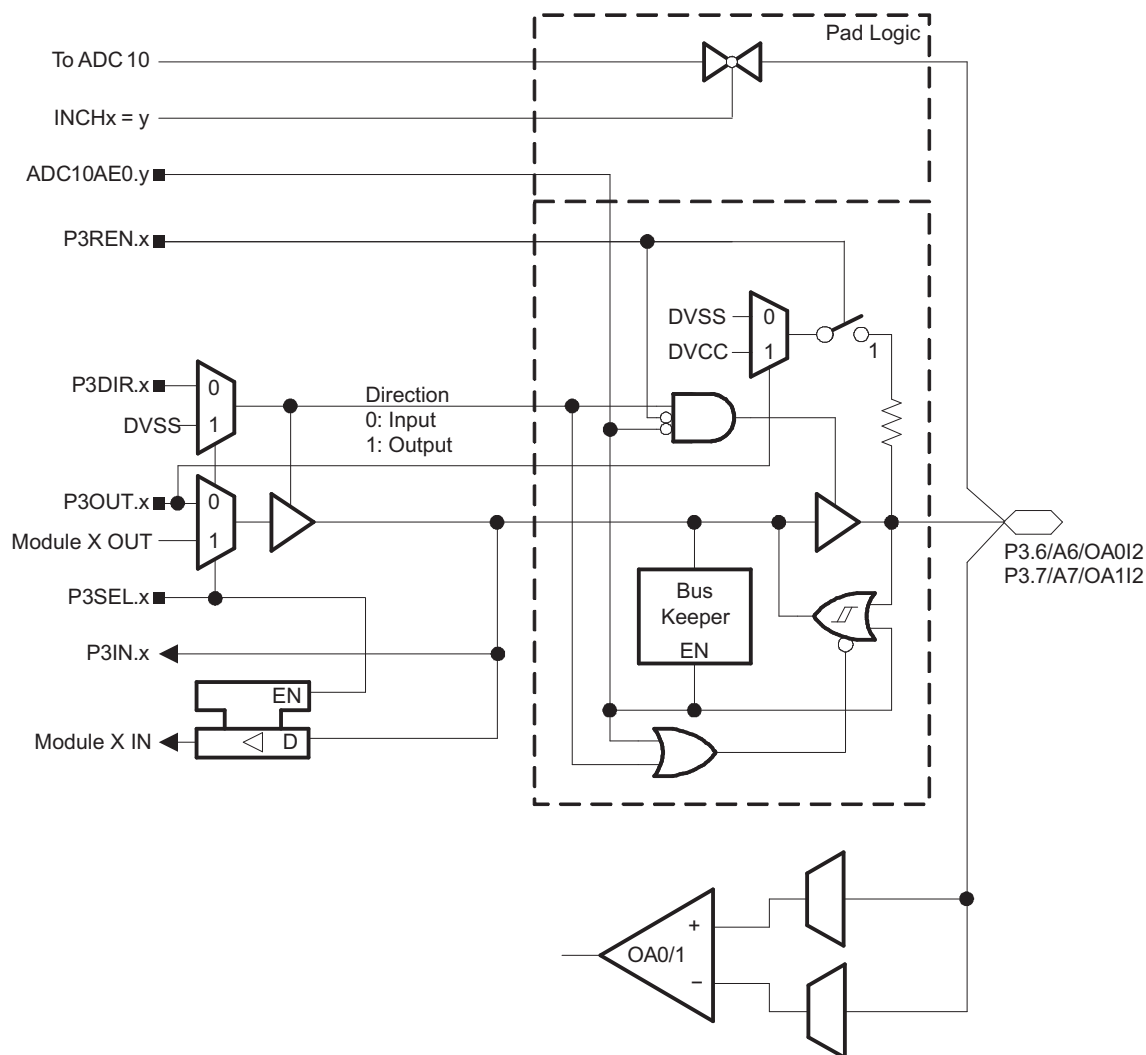 Pad Logic
To ADC 10
INCHx = y
ADC10AE0.y
P3REN.x
DVSS
0
DVCC
1
1
P3DIR.x
0
DVSS
1
Direction
0: Input
1: Output
P3OUT.x
0
Module X OUT
1
P3SEL.x
P3IN.x
EN
Module X IN
D
Bus
Keeper
EN
P3.6/A6/OA0I2
P3.7/A7/OA1I2
+
OA0/1
−